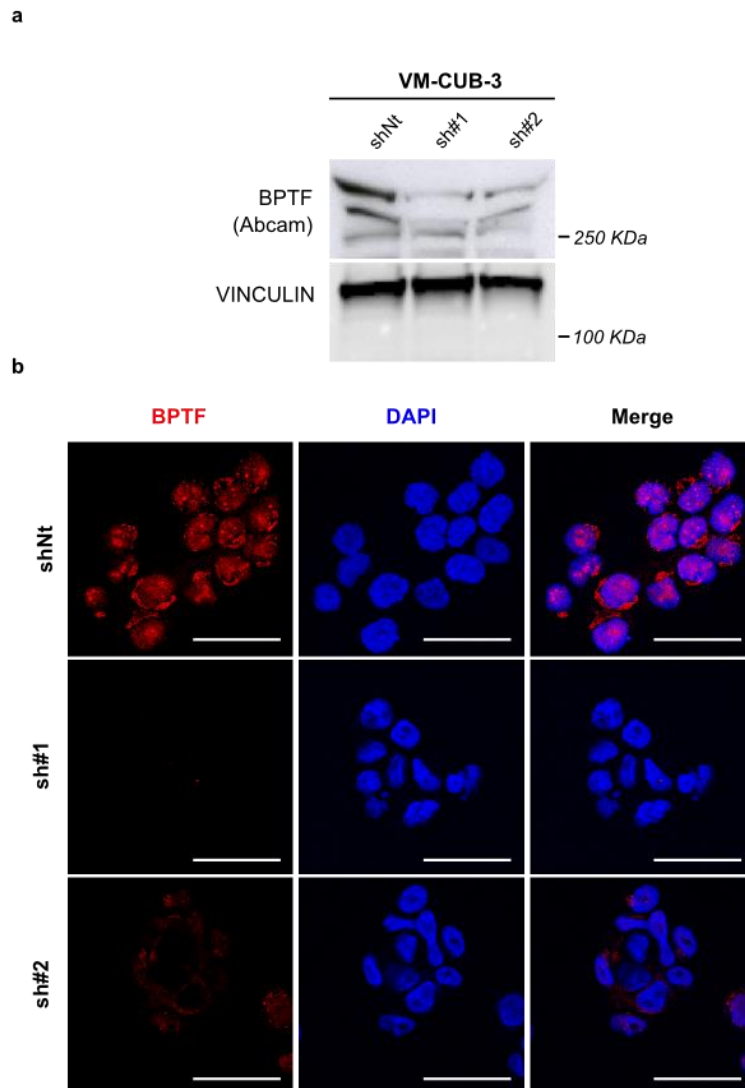 a
VM-CUB-3
shNt sh#1 sh#2
BPTF
(Abcam)
250 KDa
VINCULIN
100 KDa
b
BPTF DAPI Merge
shNt
sh#1
sh#2